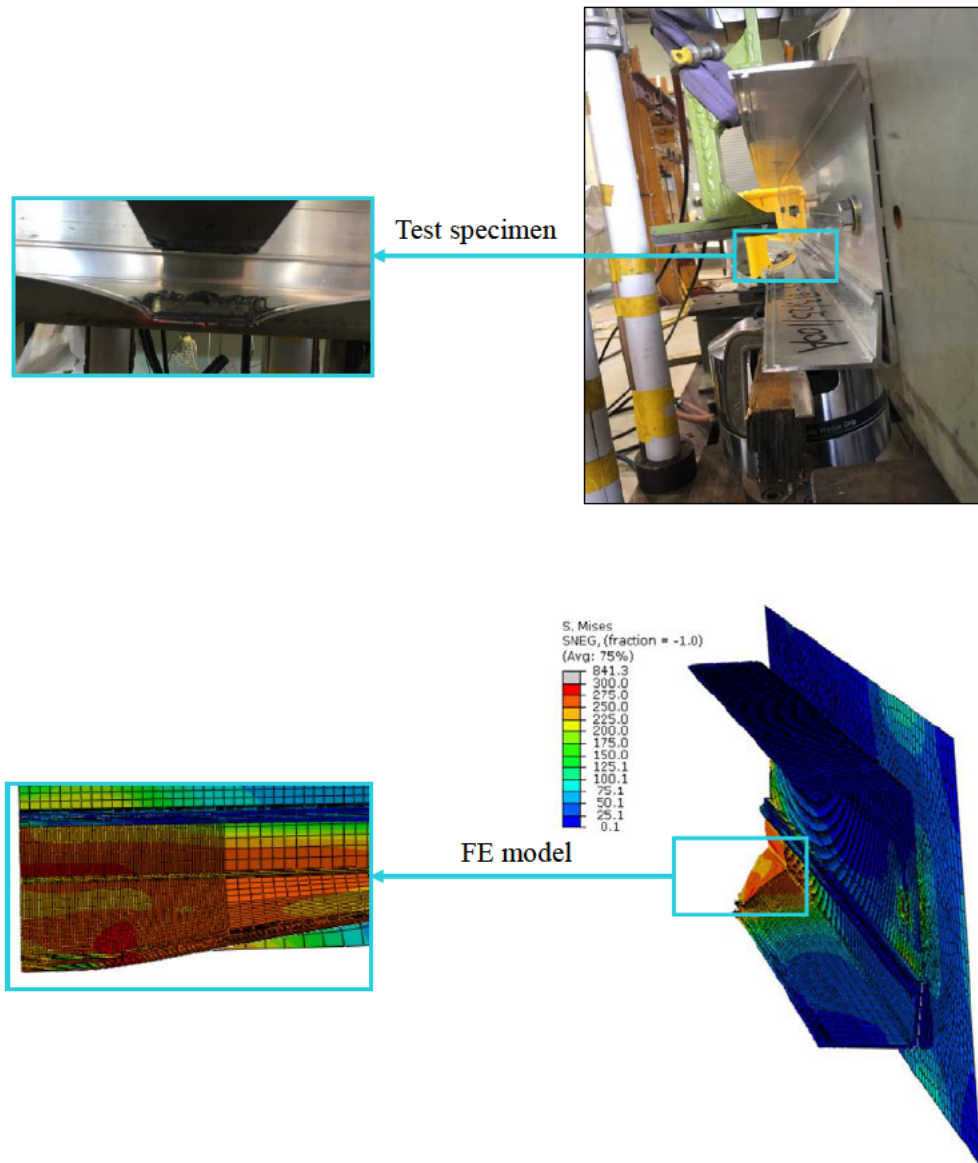 Test specimen
S, Mises
SNEG, (fraction = -1.0)
(Avg: 75%)
841.3
300.0
275.0
250.0
225.0
200.0
175.0
150.0
125.1
100.1
75.1
50.1
25.1
0.1
FE model